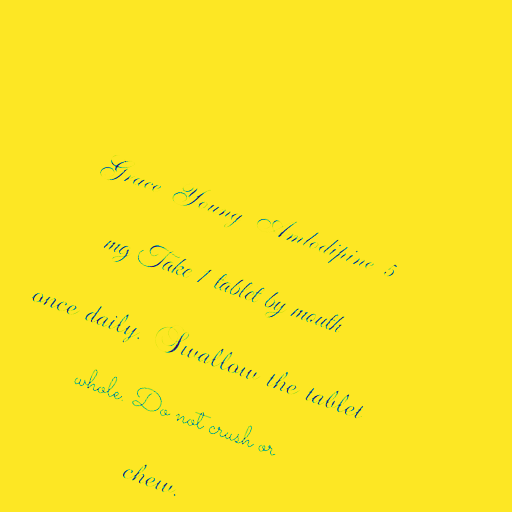 Grace Young Amlodipine 5
mg Take 1 tablet by mouth
once daily. Swallow the tablet
whole. Do not crush or
chew.